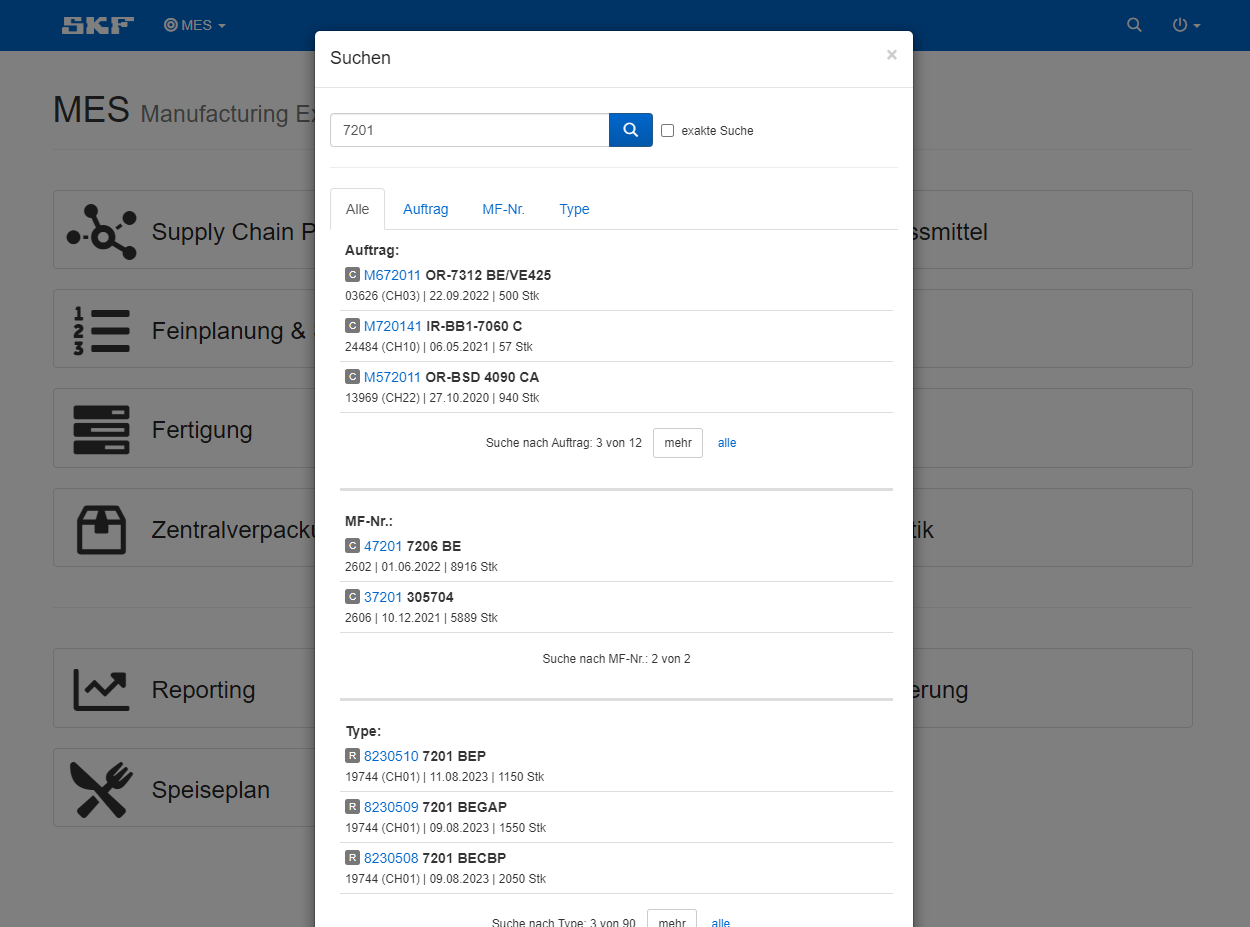 SKF MES
Suchen ×
MES Manufacturing Ex
7201 exakte Suche
Alle Auftrag MF-Nr. Type
Supply Chain P
ssmittel
1
2
3
Feinplanung &
Fertigung
Zentralverpacku
tik
Reporting
erung
Speiseplan
Auftrag:
C M672011 OR-7312 BE/VE425
03626 (CH03) | 22.09.2022 | 500 Stk
C M720141 IR-BB1-7060 C
24484 (CH10) | 06.05.2021 | 57 Stk
C M572011 OR-BSD 4090 CA
13969 (CH22) | 27.10.2020 | 940 Stk
Suche nach Auftrag: 3 von 12 mehr alle
MF-Nr.:
C 47201 7206 BE
2602 | 01.06.2022 | 8916 Stk
C 37201 305704
2606 | 10.12.2021 | 5889 Stk
Suche nach MF-Nr.: 2 von 2
Type:
R 8230510 7201 BEP
19744 (CH01) | 11.08.2023 | 1150 Stk
R 8230509 7201 BEGAP
19744 (CH01) | 09.08.2023 | 1550 Stk
R 8230508 7201 BECBP
19744 (CH01) | 09.08.2023 | 2050 Stk
Suche nach Type: 3 von 90 mehr alle